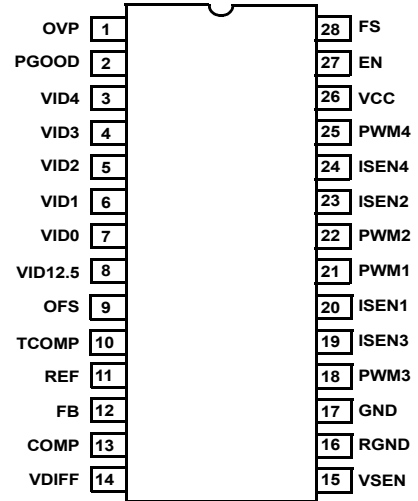 OVP 1 28 FS
PGOOD 2 27 EN
VID4 3 26 VCC
VID3 4 25 PWM4
VID2 5 24 ISEN4
VID1 6 23 ISEN2
VID0 7 22 PWM2
VID12.5 8 21 PWM1
OFS 9 20 ISEN1
TCOMP 10 19 ISEN3
REF 11 18 PWM3
FB 12 17 GND
COMP 13 16 RGND
VDIFF 14 15 VSEN